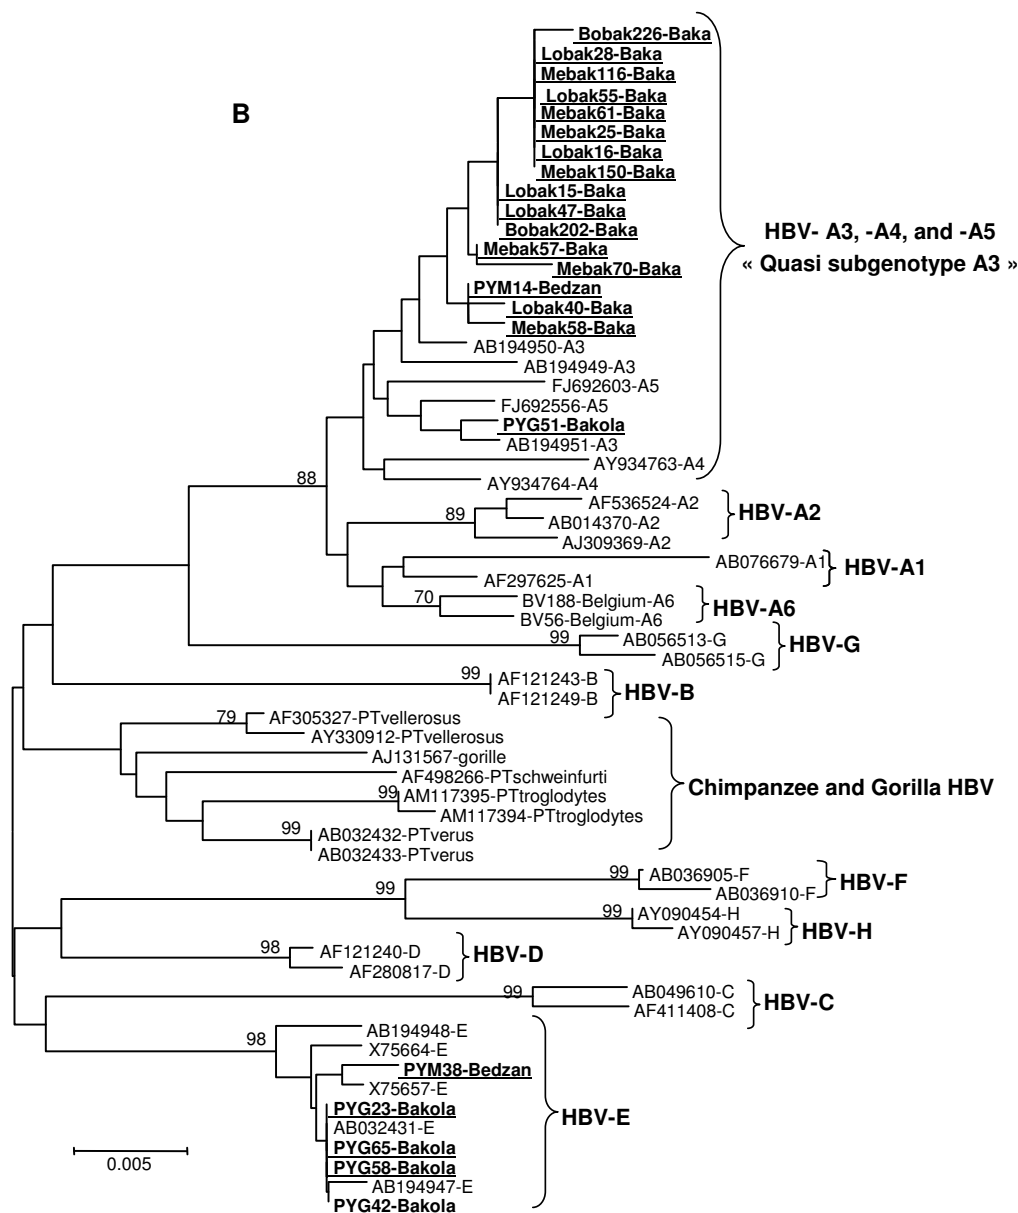 B
Bobak226-Baka
Lobak28-Baka
Mebak116-Baka
Lobak55-Baka
Mebak61-Baka
Mebak25-Baka
Lobak16-Baka
Mebak150-Baka
Lobak15-Baka
Lobak47-Baka
Bobak202-Baka
Mebak57-Baka
Mebak70-Baka
PYM14-Bedzan
Lobak40-Baka
Mebak58-Baka
AB194950-A3
AB194949-A3
FJ692603-A5
FJ692556-A5
PYG51-Bakola
AB194951-A3
AY934763-A4
AY934764-A4
HBV- A3, -A4, and -A5
« Quasi subgenotype A3 »
88
89
AF536524-A2
AB014370-A2
AJ309369-A2
HBV-A2
AB076679-A1
AF297625-A1
HBV-A1
70
BV188-Belgium-A6
BV56-Belgium-A6
HBV-A6
99
AB056513-G
AB056515-G
HBV-G
99
AF121243-B
AF121249-B
HBV-B
79
AF305327-PTvellerosus
AY330912-PTvellerosus
AJ131567-gorille
AF498266-PTschweinfurti
99
AM117395-PTtroglodytes
AM117394-PTtroglodytes
99
AB032432-PTverus
AB032433-PTverus
Chimpanzee and Gorilla HBV
99
99
AB036905-F
AB036910-F
HBV-F
99
AY090454-H
AY090457-H
HBV-H
98
AF121240-D
AF280817-D
HBV-D
99
AB049610-C
AF411408-C
HBV-C
98
AB194948-E
X75664-E
PYM38-Bedzan
X75657-E
PYG23-Bakola
AB032431-E
PYG65-Bakola
PYG58-Bakola
AB194947-E
PYG42-Bakola
HBV-E
0.005